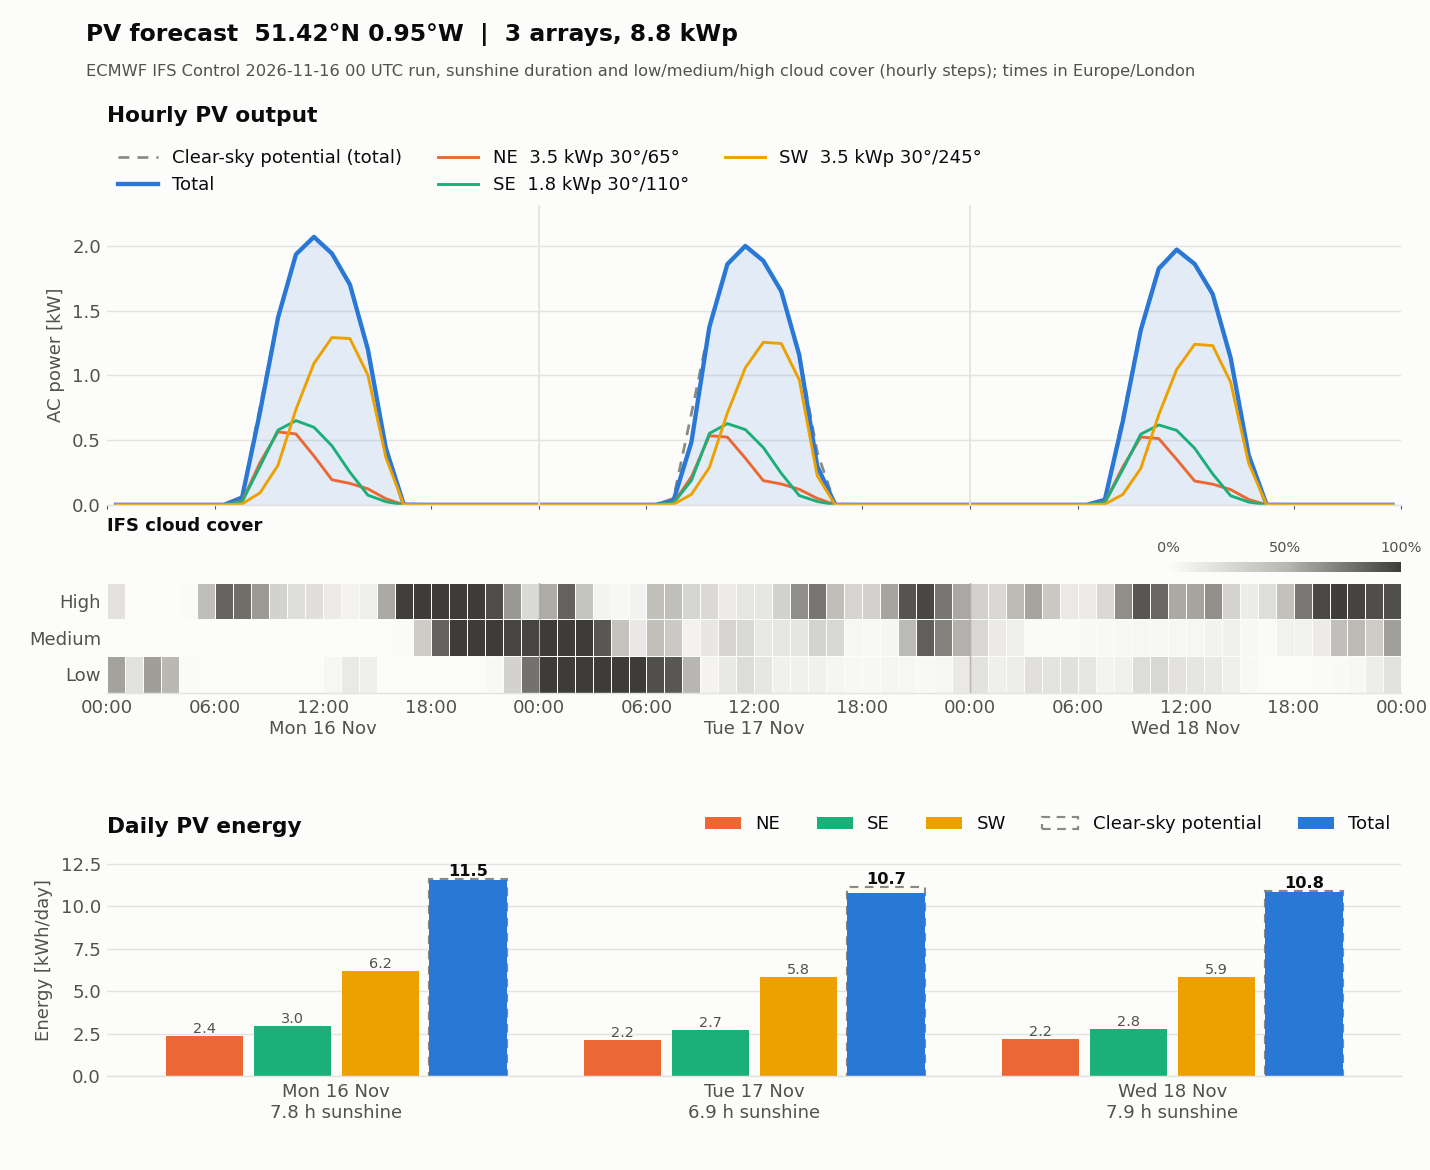 PV forecast  51.42°N 0.95°W  |  3 arrays, 8.8 kWp
ECMWF IFS Control 2026-11-16 00 UTC run, sunshine duration and low/medium/high cloud cover (hourly steps); times in Europe/London
Hourly PV output
Clear-sky potential (total)
Total
NE  3.5 kWp 30°/65°
SE  1.8 kWp 30°/110°
SW  3.5 kWp 30°/245°
AC power [kW]
2.0
1.5
1.0
0.5
0.0
IFS cloud cover
0% 50% 100%
High
Medium
Low
00:00 06:00 12:00 18:00 00:00 06:00 12:00 18:00 00:00 06:00 12:00 18:00 00:00
Mon 16 Nov Tue 17 Nov Wed 18 Nov
Daily PV energy
NE SE SW Clear-sky potential Total
Energy [kWh/day]
12.5
10.0
7.5
5.0
2.5
0.0
2.4 3.0 6.2 11.5
2.2 2.7 5.8 10.7
2.2 2.8 5.9 10.8
Mon 16 Nov
7.8 h sunshine
Tue 17 Nov
6.9 h sunshine
Wed 18 Nov
7.9 h sunshine